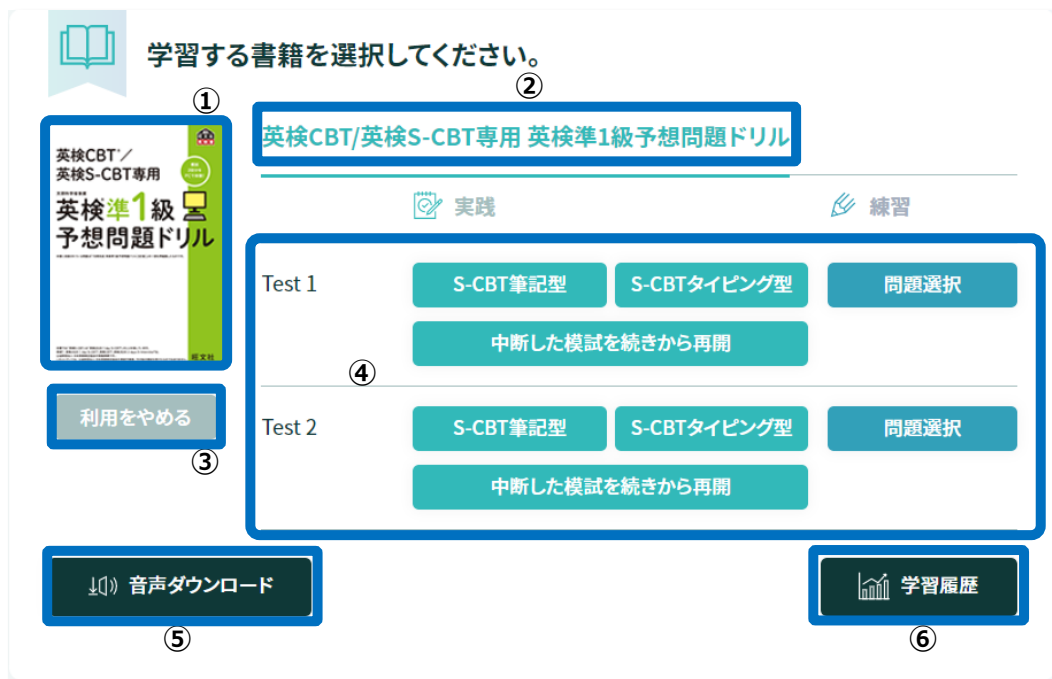 学習する書籍を選択してください。
①
②
英検CBT/英検S-CBT専用 英検準1級予想問題ドリル
英検CBT®/
英検S-CBT専用
英検準1級
予想問題ドリル
旺文社
実践
練習
Test 1
S-CBT筆記型
S-CBTタイピング型
問題選択
中断した模試を続きから再開
④
利用をやめる
③
Test 2
S-CBT筆記型
S-CBTタイピング型
問題選択
中断した模試を続きから再開
音声ダウンロード
学習履歴
⑤
⑥